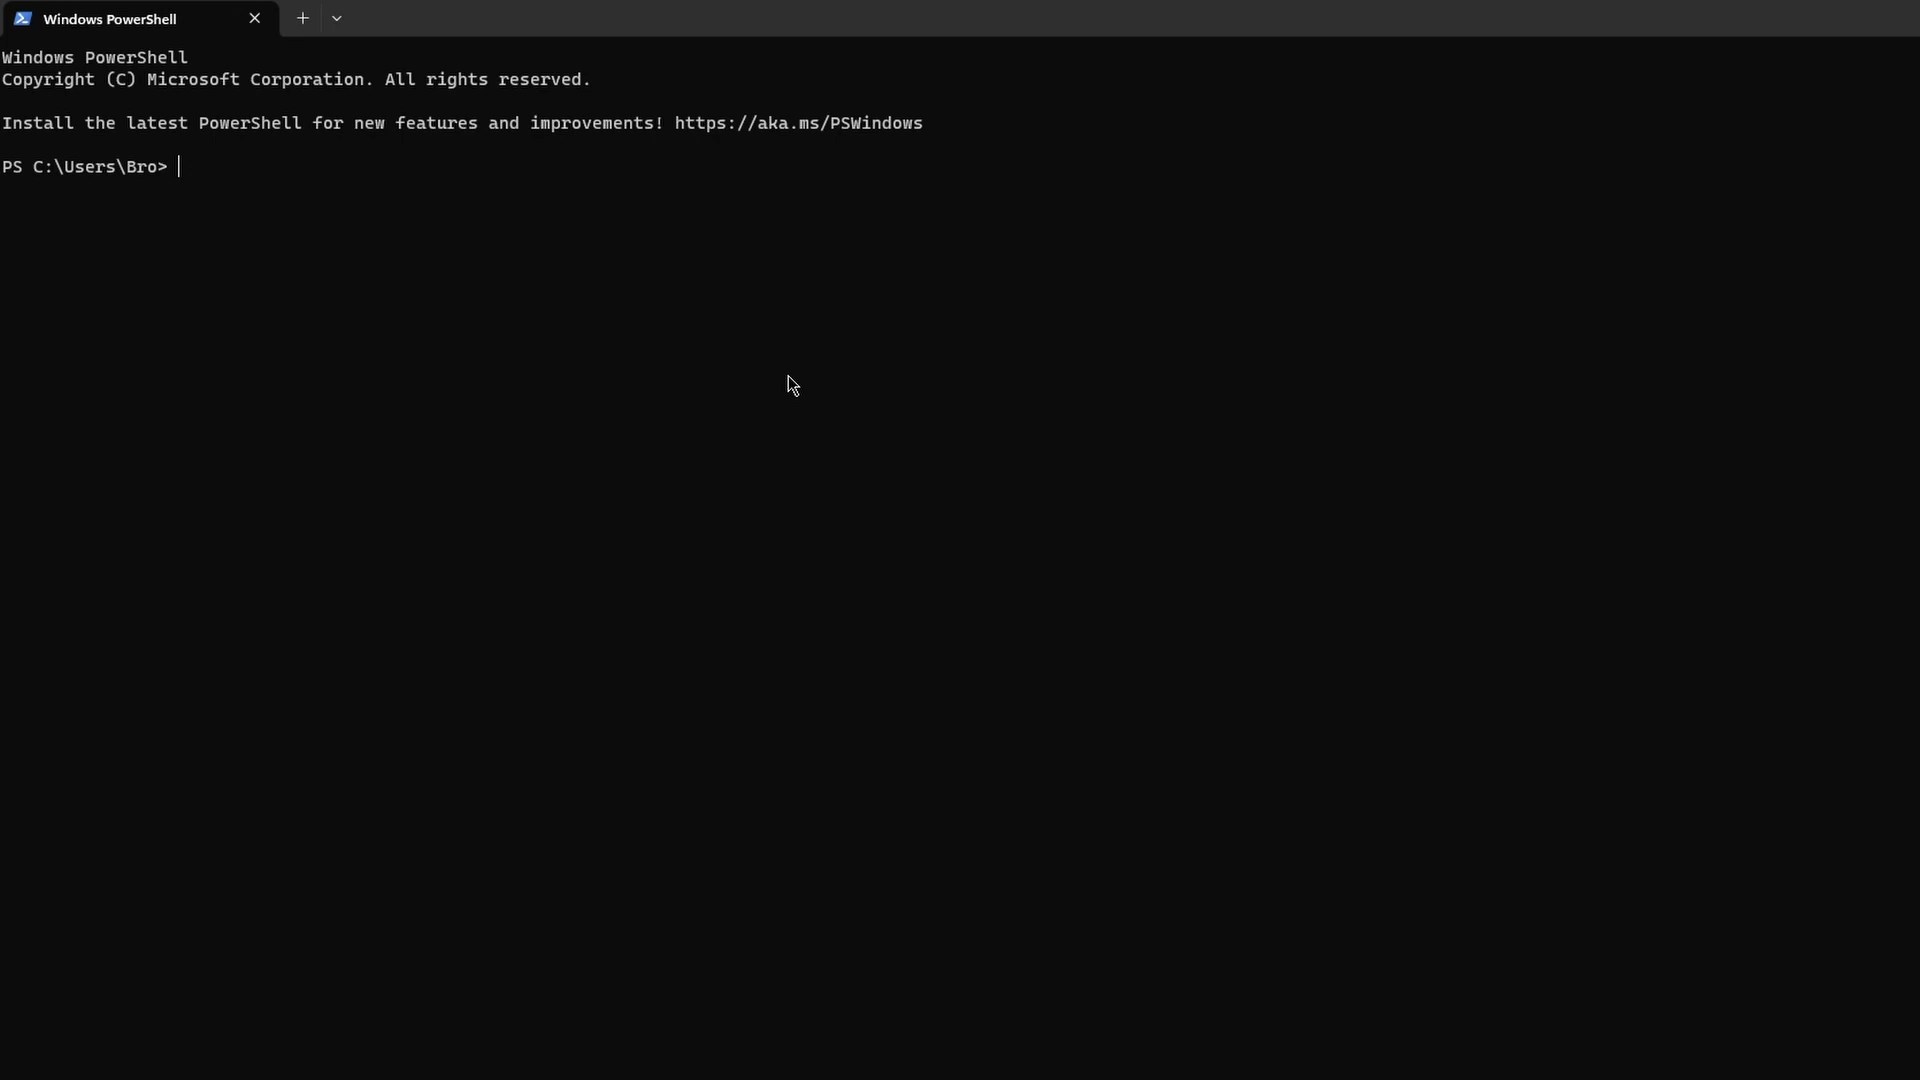 Windows PowerShell
Windows PowerShell
Copyright (C) Microsoft Corporation. All rights reserved.
Install the latest PowerShell for new features and improvements! https://aka.ms/PSWindows
PS C:\Users\Bro>